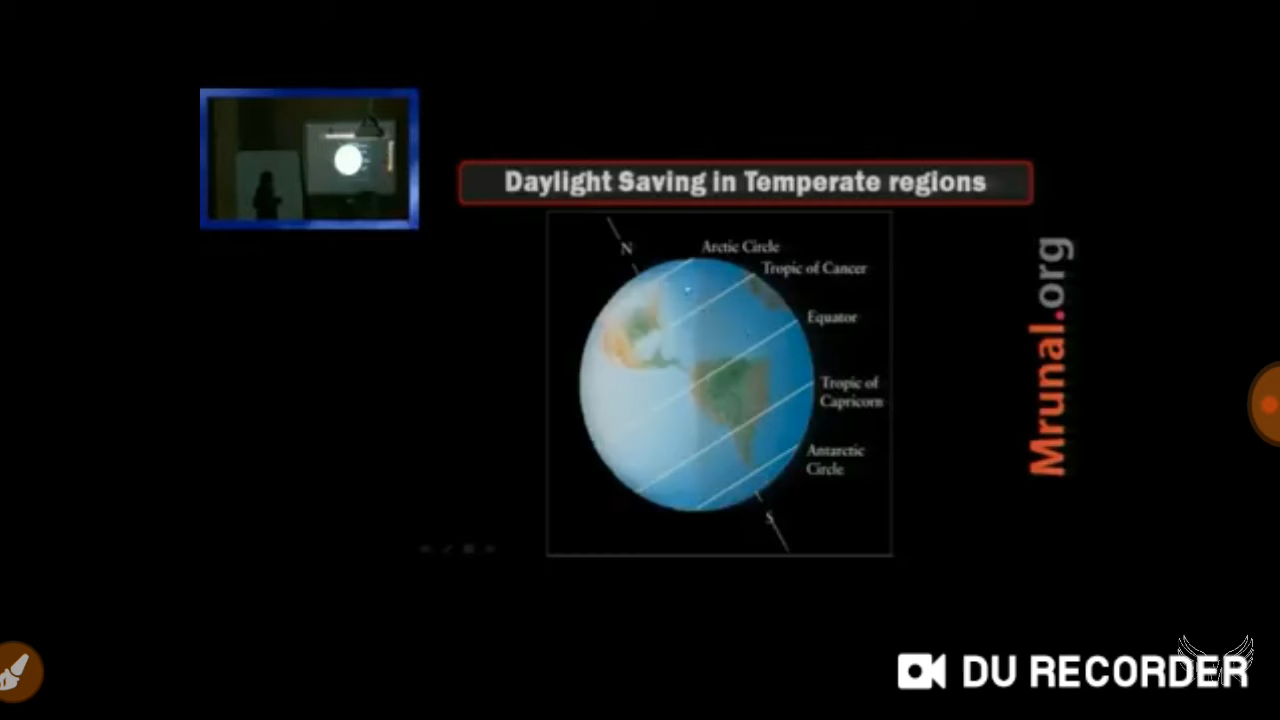 Daylight Saving in Temperate regions
N
Arctic Circle
Tropic of Cancer
Equator
Tropic of
Capricorn
Antarctic
Circle
S
Mrunal.org
DU RECORDER